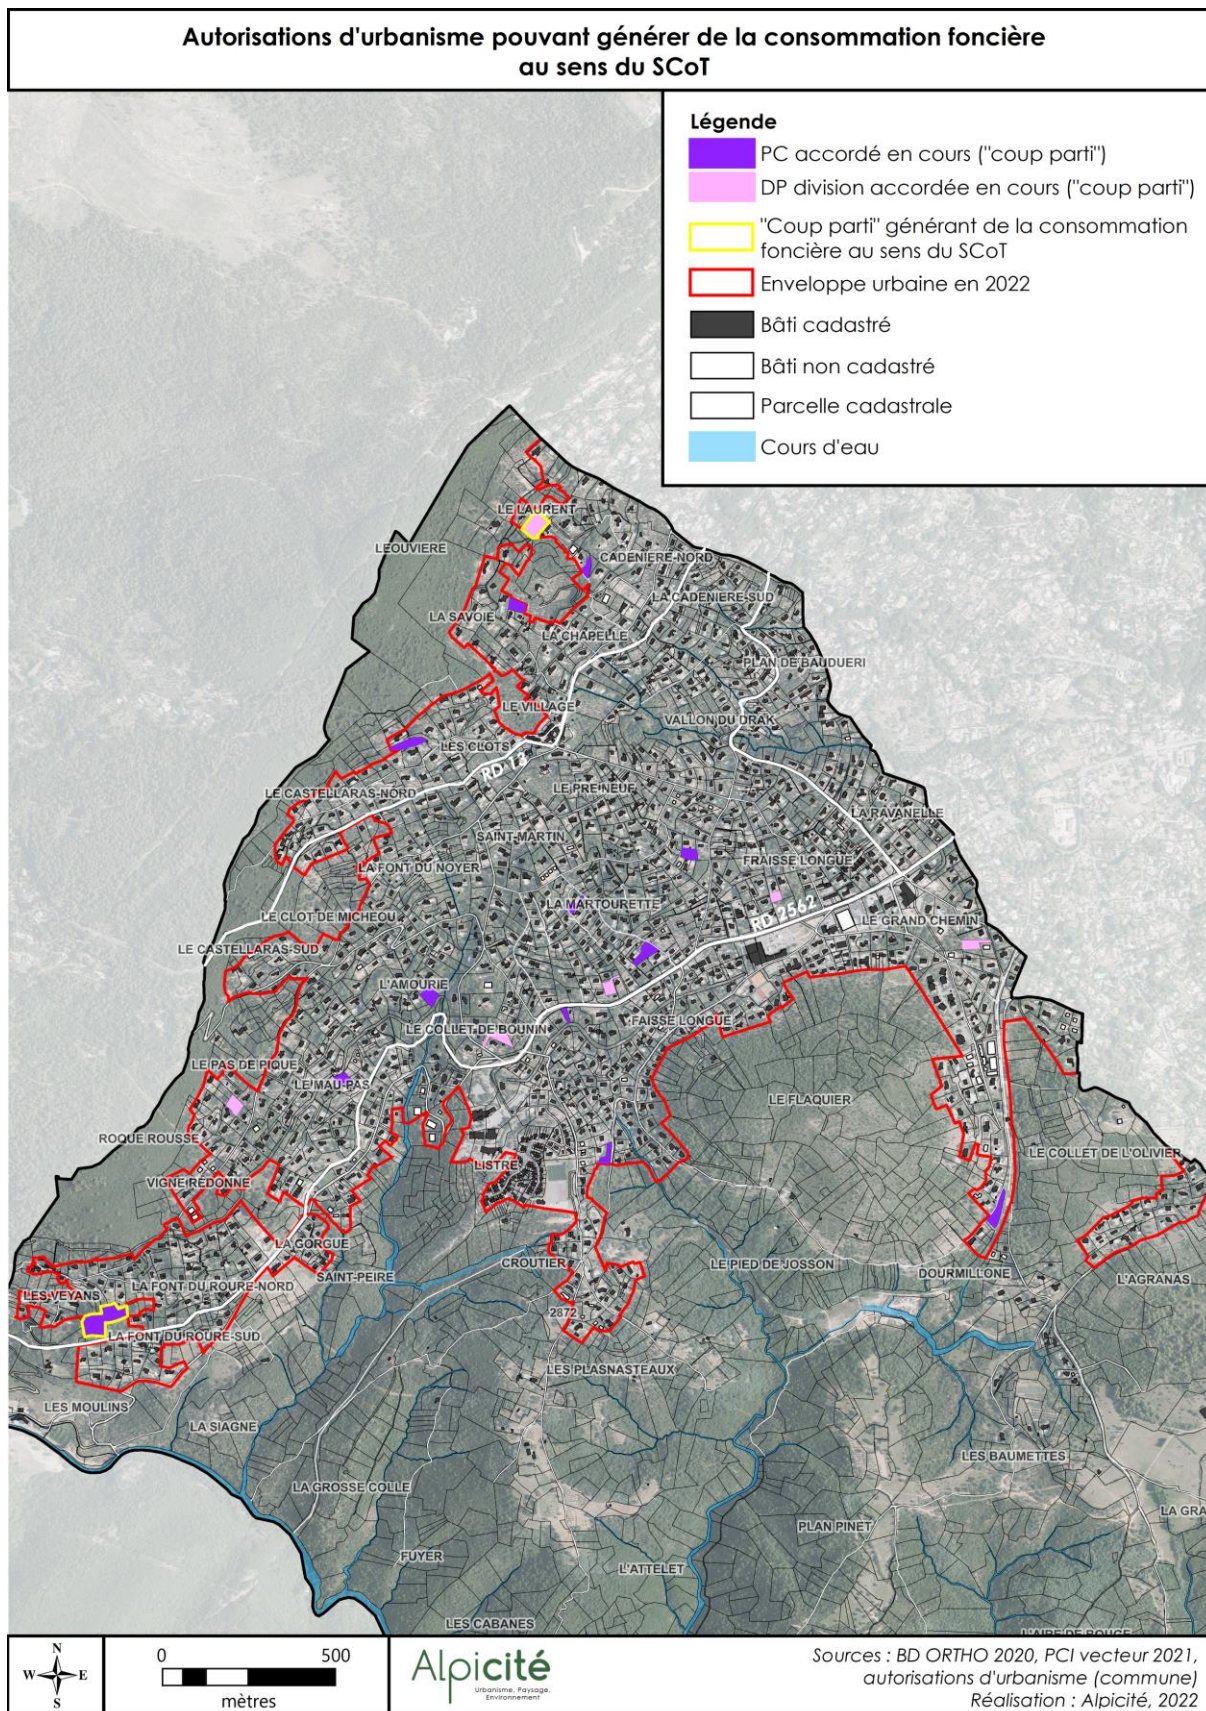 Autorisations d'urbanisme pouvant générer de la consommation foncière
au sens du SCoT
Légende
PC accordé en cours ("coup parti")
DP division accordée en cours ("coup parti")
"Coup parti" générant de la consommation
foncière au sens du SCoT
Enveloppe urbaine en 2022
Bâti cadastré
Bâti non cadastré
Parcelle cadastrale
Cours d'eau
LE LAURENT
LEOUVIERE
CADENIERE-NORD
LA CADENIERE-SUD
LA SAVOIE
LA CHAPELLE
PLAN DE BAUDUERI
LE VILLAGE
VALLON DU DRAK
LES CLOTS
RD 13
LE CASTELLARAS-NORD
LE PRE NEUF
LA RAVANELLE
SAINT-MARTIN
FRAISSE LONGUE
LA FONT DU NOYER
LA MARTOURETTE
RD 2562
LE CLOT DE MICHEOU
LE GRAND CHEMIN
LE CASTELLARAS-SUD
L'AMOURIE
LE COLLET DE BOUNIN
FAISSE LONGUE
LE PAS DE PIQUE
LE MAU-PAS
LE FLAQUIER
ROQUE ROUSSE
LE COLLET DE L'OLIVIER
LISTRE
VIGNE REDONNE
LA GORGUE
SAINT-PEIRE
CROUTIER
LE PIED DE JOSSON
DOURMILLONE
L'AGRANAS
LA FONT DU ROURE-NORD
LES VEYANS
2872
LA FONT DU ROURE-SUD
LES PLASNASTEAUX
LES MOULINS
LA SIAGNE
LES BAUMETTES
LA GROSSE COLLE
LA GRA
PLAN PINET
FUYER
L'ATTELET
LES CABANES
L'AIRE DE ROUGE
N
W E
S
0 500
mètres
Alpicité
Urbanisme, Paysage,
Environnement
Sources : BD ORTHO 2020, PCI vecteur 2021,
autorisations d'urbanisme (commune)
Réalisation : Alpicité, 2022